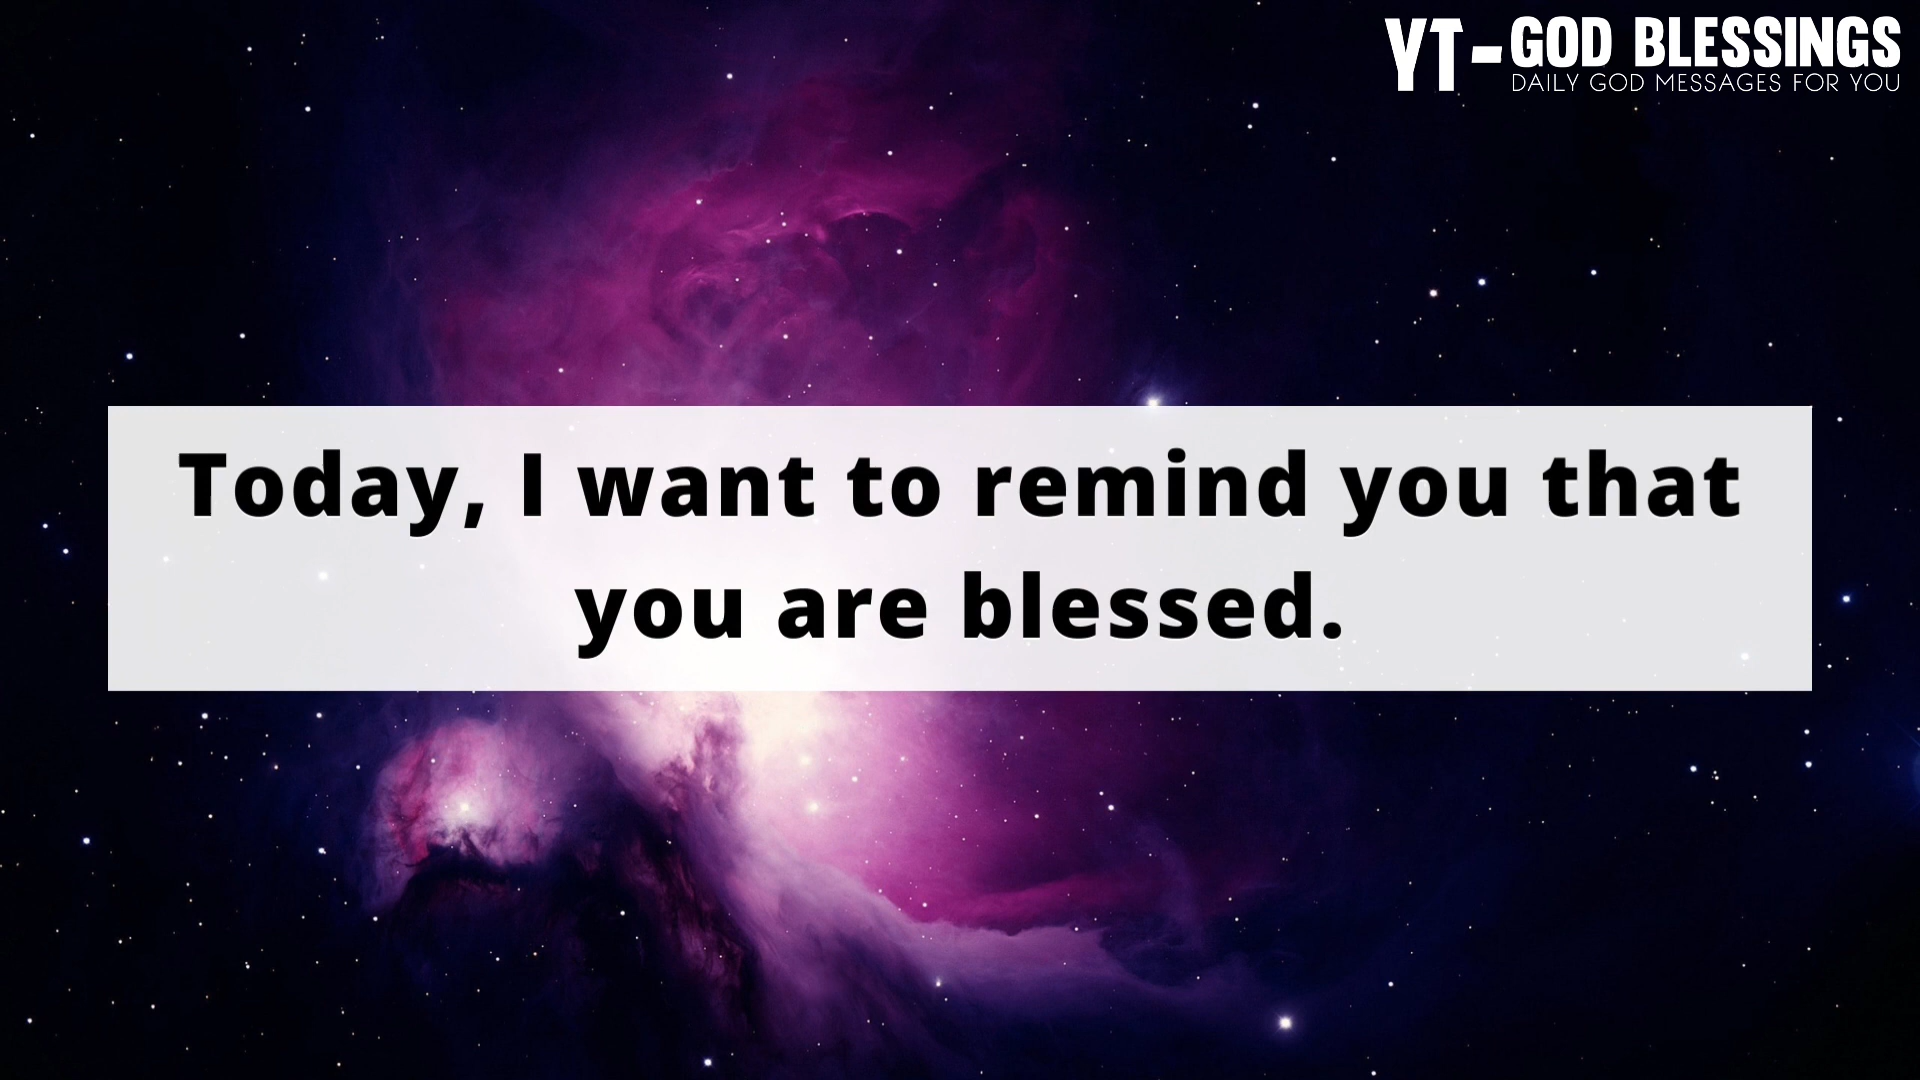 YT-GOD BLESSINGS
DAILY GOD MESSAGES FOR YOU
Today, I want to remind you that
you are blessed.